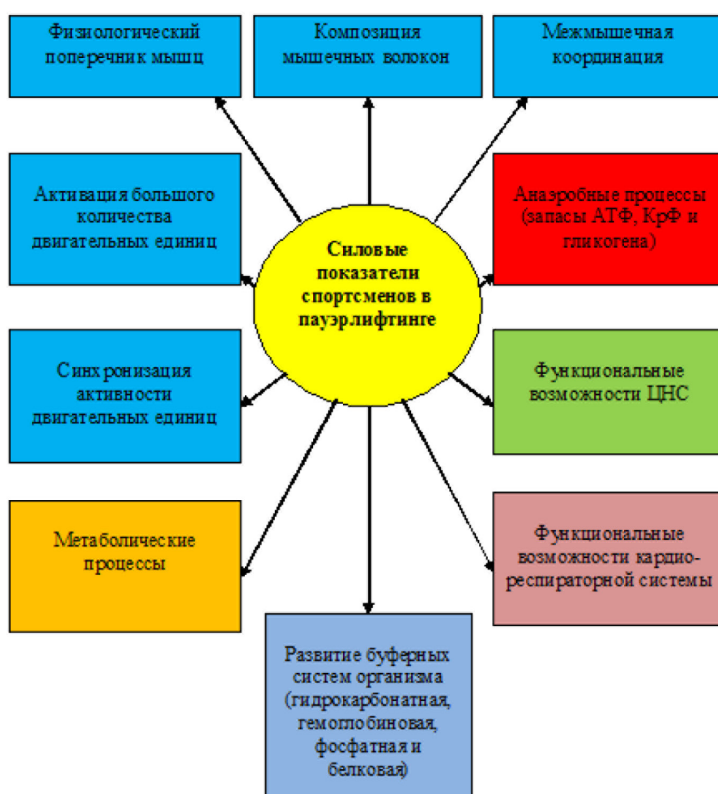 Физиологический
поперечник мышц
Композиция
мышечных волокон
Межмышечная
координация
Активация большого
количества
двигательных единиц
Анаэробные процессы
(запасы АТФ, КрФ и
гликогена)
Силовые
показатели
спортсменов в
пауэрлифтинге
Синхронизация
активности
двигательных единиц
Функциональные
возможности ЦНС
Метаболические
процессы
Функциональные
возможности кардио-
респираторной системы
Развитие буферных
систем организма
(гидрокарбонатная,
гемоглобиновая,
фосфатная и
белковая)